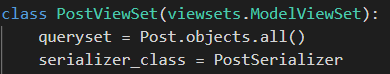 class PostViewSet(viewsets.ModelViewSet):
    queryset = Post.objects.all()
    serializer_class = PostSerializer